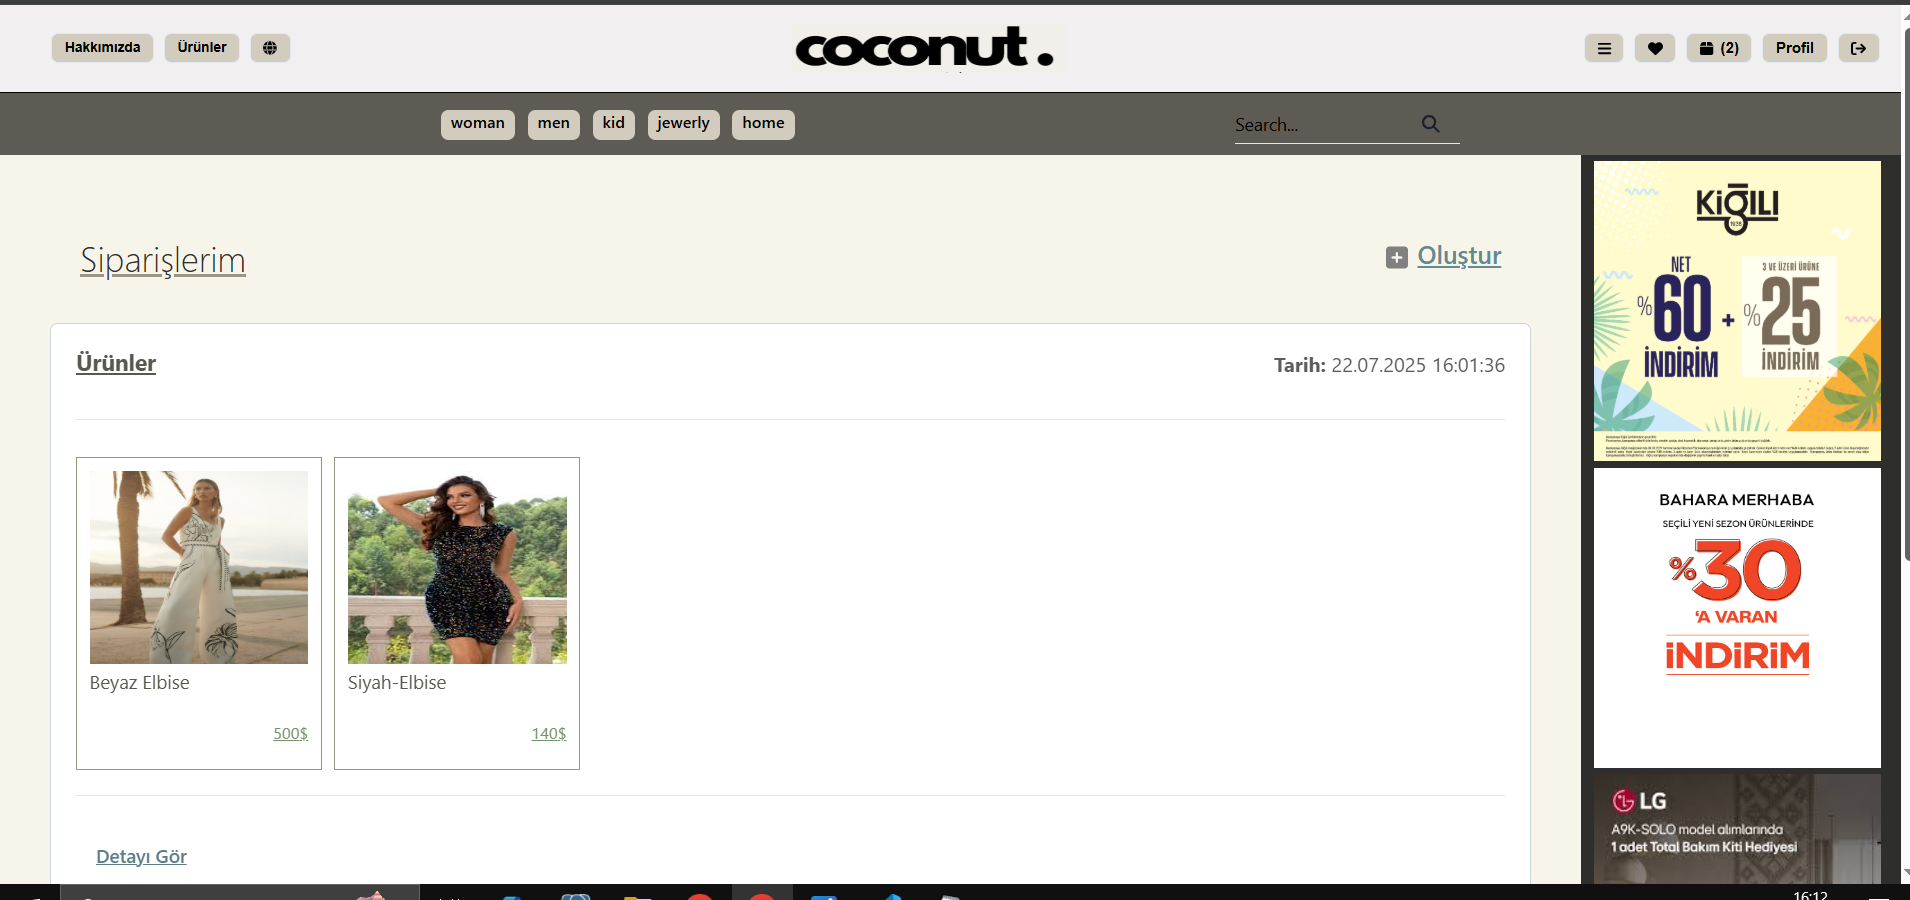 Hakkımızda
Ürünler
coconut.
(2)
Profil
woman
men
kid
jewerly
home
Search...
Siparişlerim
Oluştur
Ürünler
Tarih: 22.07.2025 16:01:36
Beyaz Elbise
500$
Siyah-Elbise
140$
Detayı Gör
KİĞILI
1938
NET
%60
İNDİRİM
+
3 VE ÜZERİ ÜRÜNE
%25
İNDİRİM
BAHARA MERHABA
SEÇİLİ YENİ SEZON ÜRÜNLERİNDE
%30
'A VARAN
İNDİRİM
LG
A9K-SOLO model alımlarında
1 adet Total Bakım Kiti Hediyesi
16:12